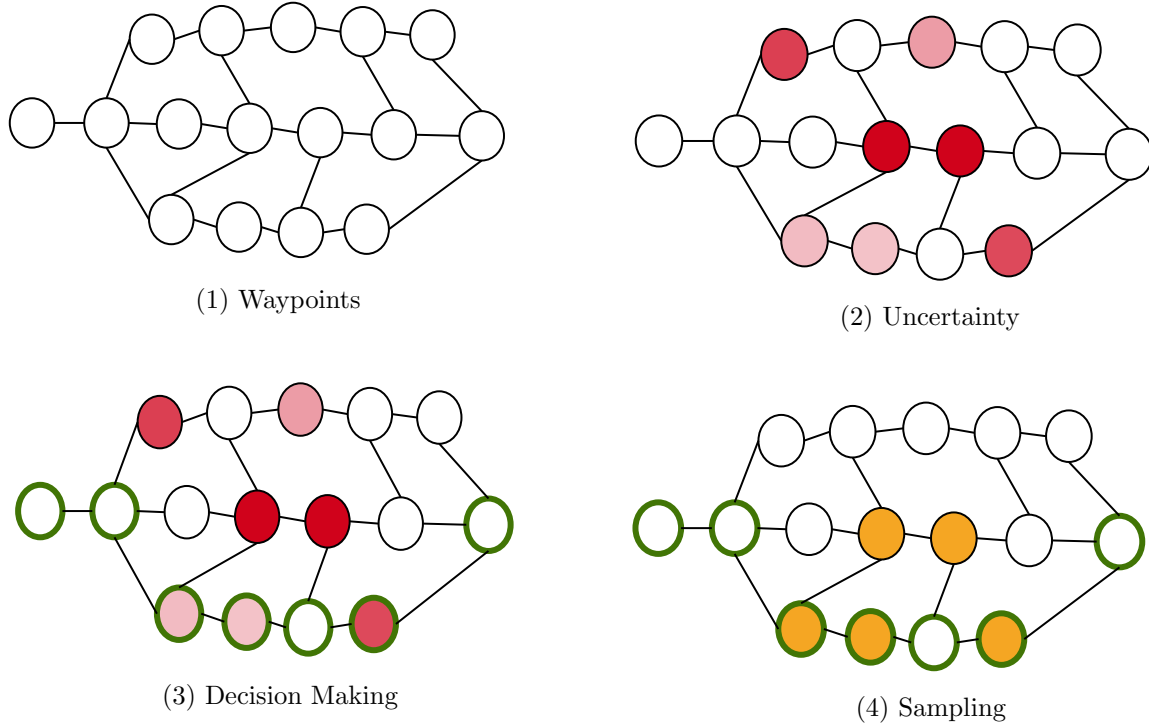 (1) Waypoints
(2) Uncertainty
(3) Decision Making
(4) Sampling